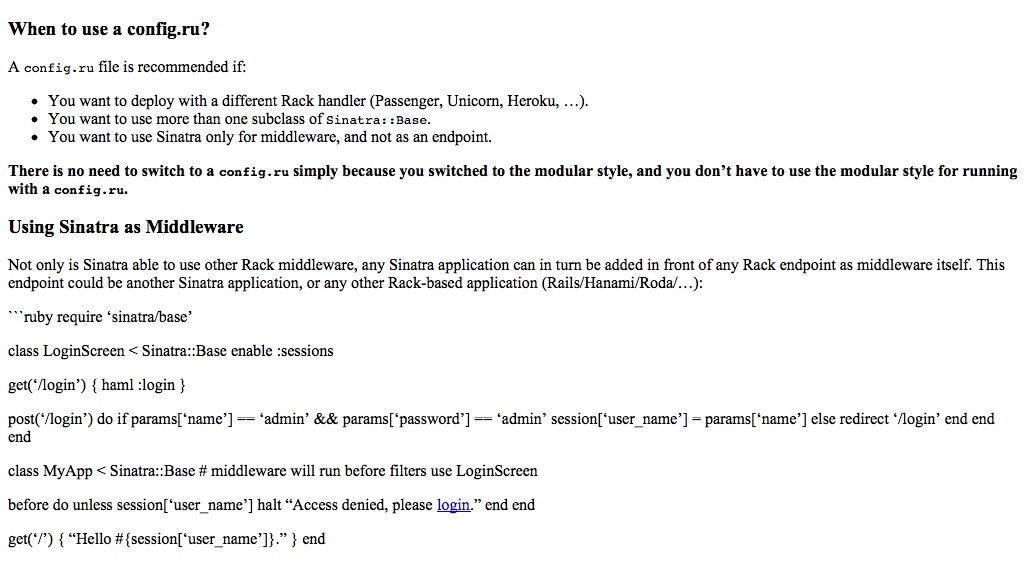 When to use a config.ru?
A config.ru file is recommended if:
• You want to deploy with a different Rack handler (Passenger, Unicorn, Heroku, …).
• You want to use more than one subclass of Sinatra::Base.
• You want to use Sinatra only for middleware, and not as an endpoint.
There is no need to switch to a config.ru simply because you switched to the modular style, and you don’t have to use the modular style for running
with a config.ru.
Using Sinatra as Middleware
Not only is Sinatra able to use other Rack middleware, any Sinatra application can in turn be added in front of any Rack endpoint as middleware itself. This
endpoint could be another Sinatra application, or any other Rack-based application (Rails/Hanami/Roda/…):
```ruby require ‘sinatra/base’
class LoginScreen < Sinatra::Base enable :sessions
get(‘/login’) { haml :login }
post(‘/login’) do if params[‘name’] == ‘admin’ && params[‘password’] == ‘admin’ session[‘user_name’] = params[‘name’] else redirect ‘/login’ end end
end
class MyApp < Sinatra::Base # middleware will run before filters use LoginScreen
before do unless session[‘user_name’] halt “Access denied, please login.” end end
get(‘/’) { “Hello #{session[‘user_name’]}.” } end